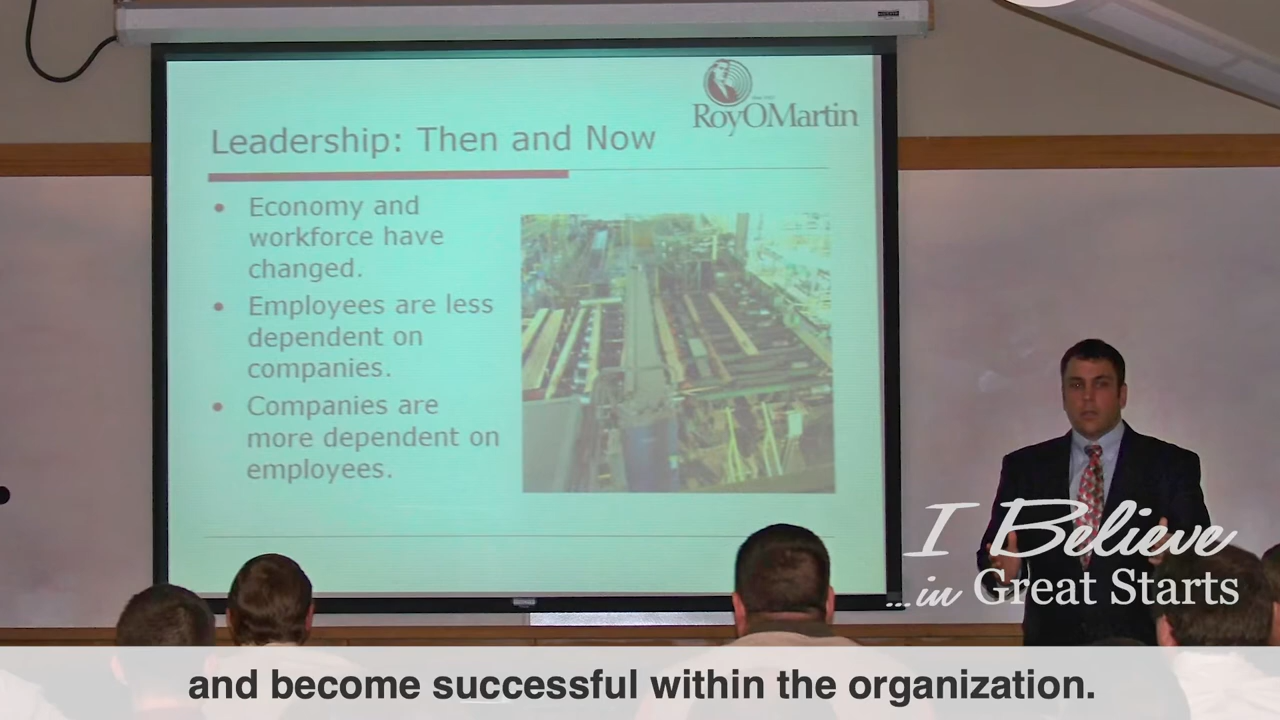 RoyOMartin
Leadership: Then and Now
• Economy and
workforce have
changed.
• Employees are less
dependent on
companies.
• Companies are
more dependent on
employees.
I Believe
...in Great Starts
and become successful within the organization.